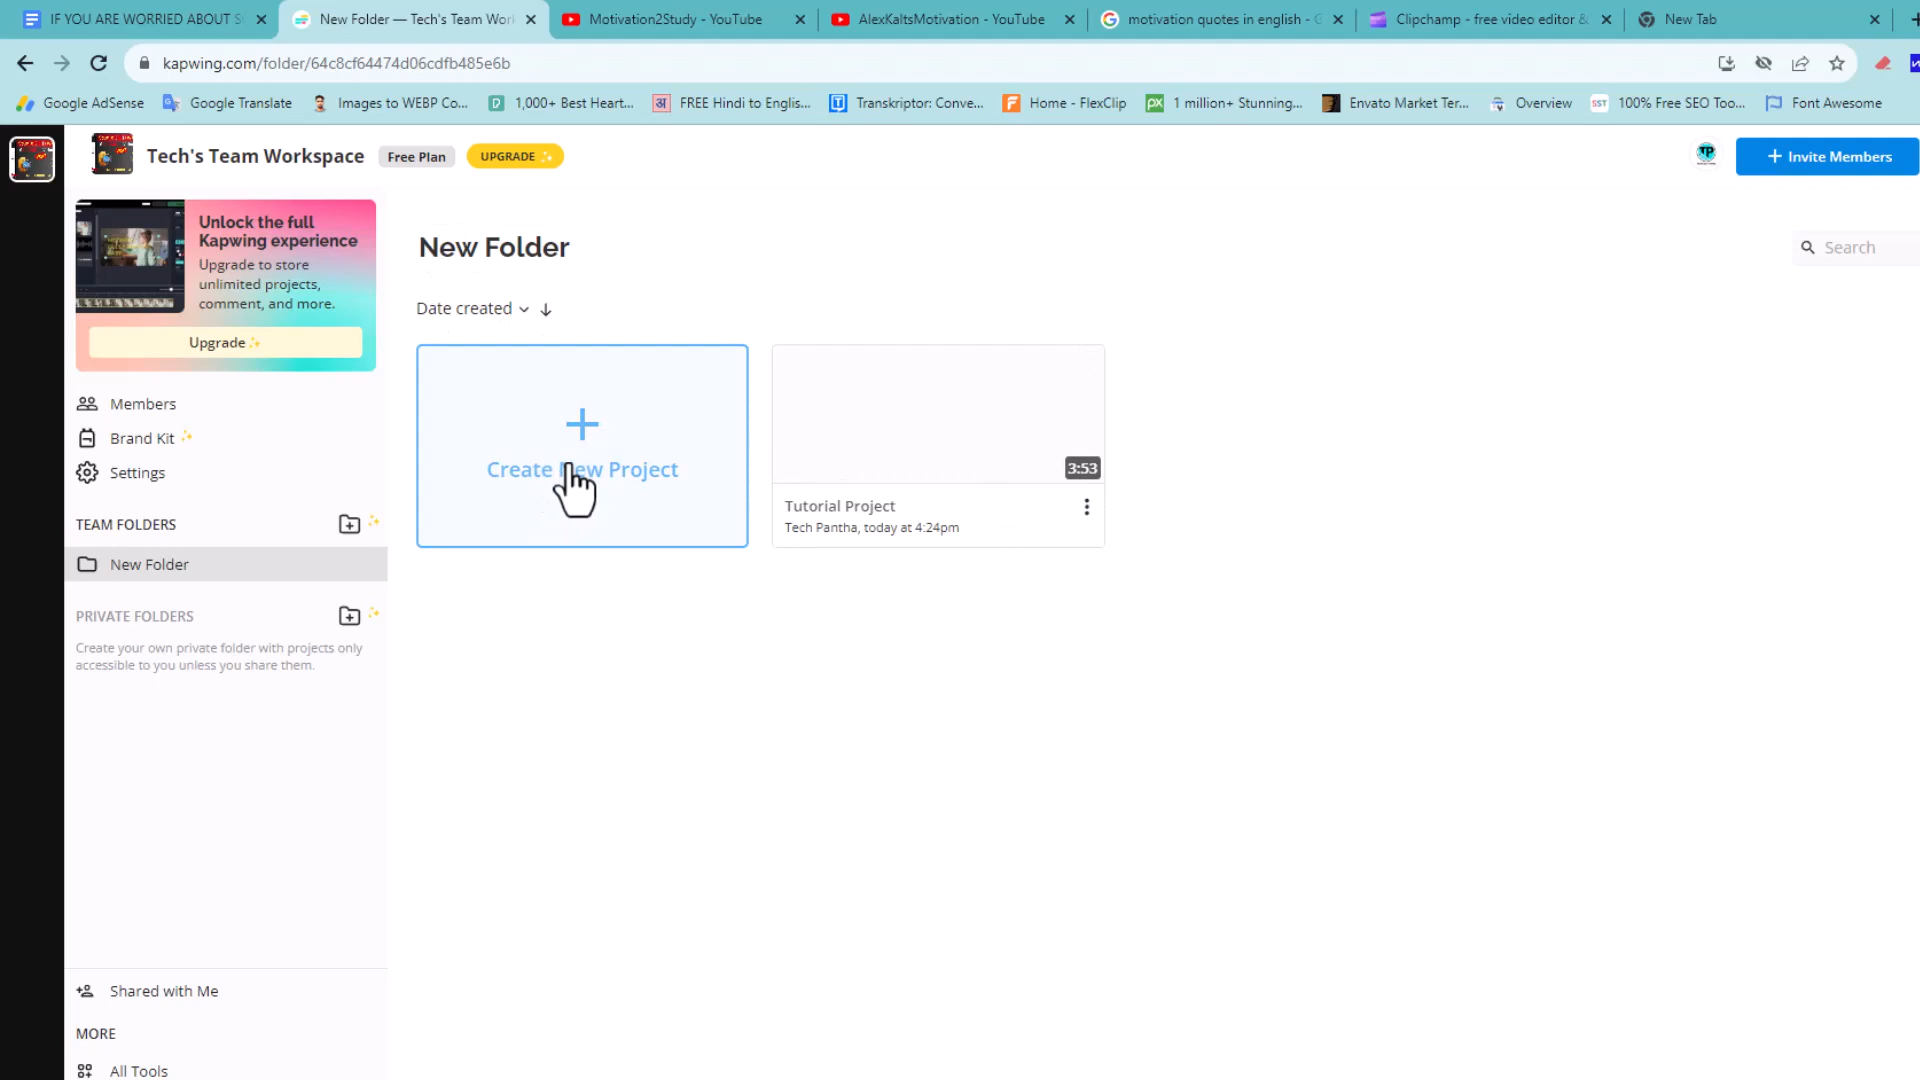 IF YOU ARE WORRIED ABOUT S
New Folder — Tech's Team Wor
Motivation2Study - YouTube
AlexKaltsMotivation - YouTube
motivation quotes in english - G
Clipchamp - free video editor &
New Tab
kapwing.com/folder/64c8cf64474d06cdfb485e6b
Google AdSense
Google Translate
Images to WEBP Co...
1,000+ Best Heart...
FREE Hindi to Englis...
Transkriptor: Conve...
Home - FlexClip
1 million+ Stunning...
Envato Market Ter...
Overview
100% Free SEO Too...
Font Awesome
Tech's Team Workspace
Free Plan
UPGRADE
Invite Members
Unlock the full
Kapwing experience
Upgrade to store
unlimited projects,
comment, and more.
Upgrade
Members
Brand Kit
Settings
TEAM FOLDERS
New Folder
PRIVATE FOLDERS
Create your own private folder with projects only
accessible to you unless you share them.
Shared with Me
MORE
All Tools
New Folder
Search
Date created
Create New Project
3:53
Tutorial Project
Tech Pantha, today at 4:24pm